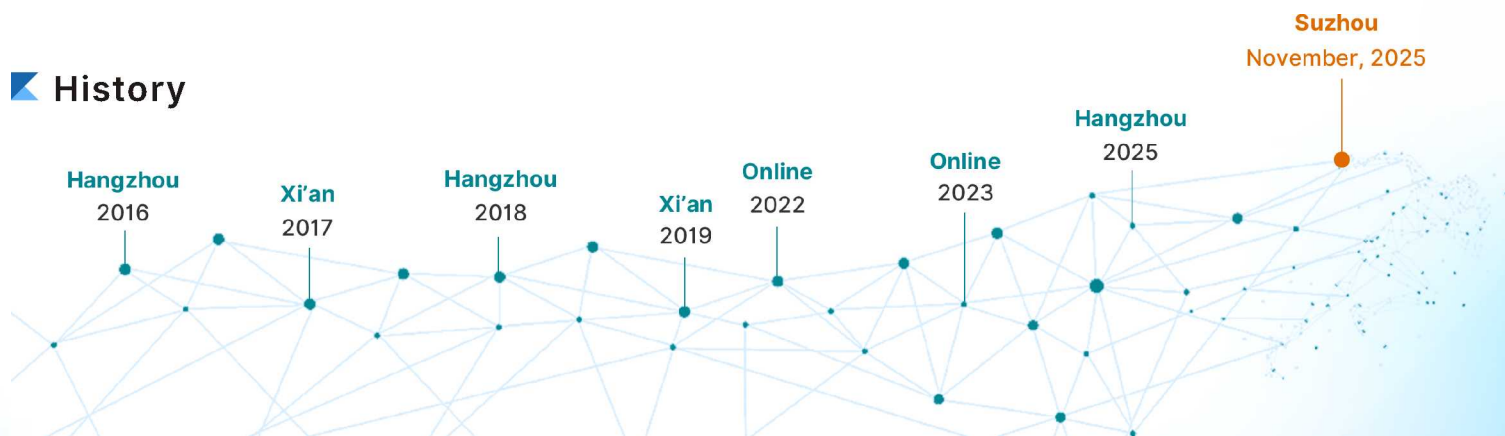 History
Hangzhou
2016
Xi’an
2017
Hangzhou
2018
Xi’an
2019
Online
2022
Online
2023
Hangzhou
2025
Suzhou
November, 2025